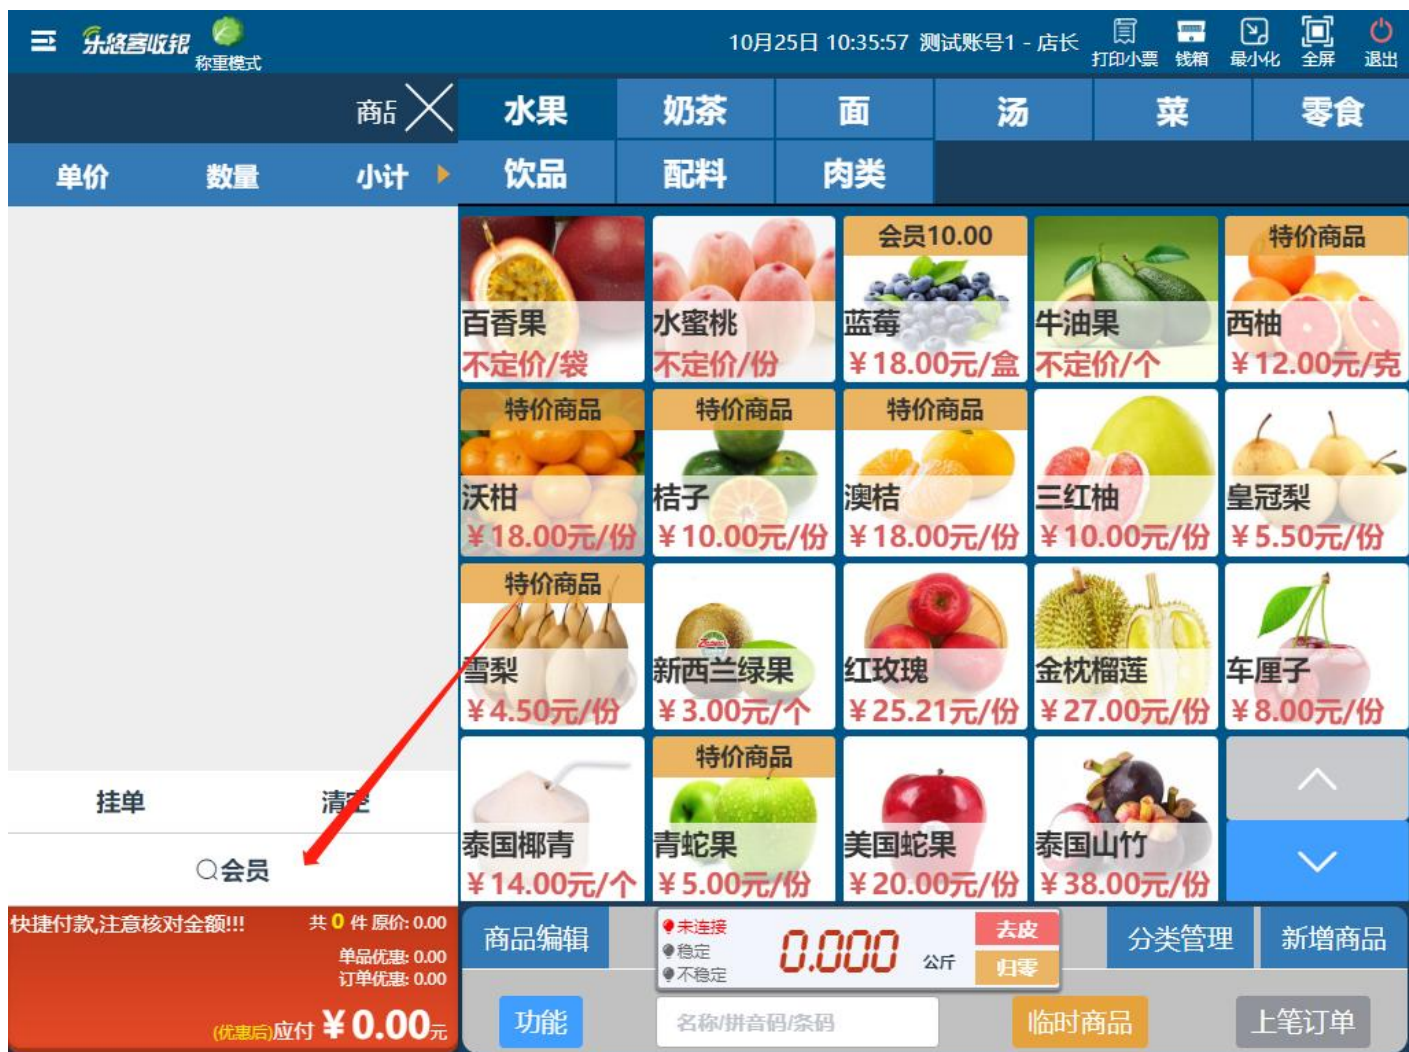 乐悠客收银
称重模式
10月25日 10:35:57 测试账号1 - 店长
打印小票 钱箱 最小化 全屏 退出
商品
单价 数量 小计
水果 奶茶 面 汤 菜 零食
饮品 配料 肉类
百香果
不定价/袋
水蜜桃
不定价/份
会员10.00
蓝莓
¥18.00元/盒
牛油果
不定价/个
特价商品
西柚
¥12.00元/克
特价商品
沃柑
¥18.00元/份
特价商品
桔子
¥10.00元/份
特价商品
澳桔
¥18.00元/份
三红柚
¥10.00元/份
皇冠梨
¥5.50元/份
特价商品
雪梨
¥4.50元/份
新西兰绿果
¥3.00元/个
红玫瑰
¥25.21元/份
金枕榴莲
¥27.00元/份
车厘子
¥8.00元/份
泰国椰青
¥14.00元/个
特价商品
青蛇果
¥5.00元/份
美国蛇果
¥20.00元/份
泰国山竹
¥38.00元/份
挂单 清空
会员
快捷付款,注意核对金额!!! 共 0 件 原价: 0.00
单品优惠: 0.00
订单优惠: 0.00
(优惠后)应付 ¥0.00元
商品编辑
未连接
稳定
不稳定
0.000 公斤
去皮
归零
分类管理 新增商品
功能 名称/拼音码/条码 临时商品 上笔订单